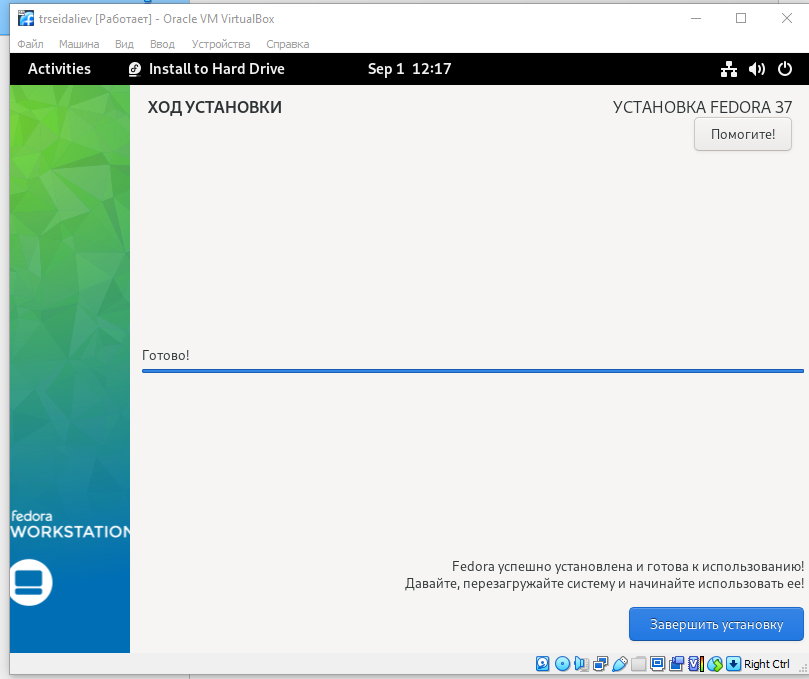 trseidaliev [Работает] - Oracle VM VirtualBox
Файл Машина Вид Ввод Устройства Справка
Activities Install to Hard Drive Sep 1 12:17
ХОД УСТАНОВКИ УСТАНОВКА FEDORA 37
Помогите!
Готово!
fedora
WORKSTATION
Fedora успешно установлена и готова к использованию!
Давайте, перезагружайте систему и начинайте использовать ее!
Завершить установку
Right Ctrl